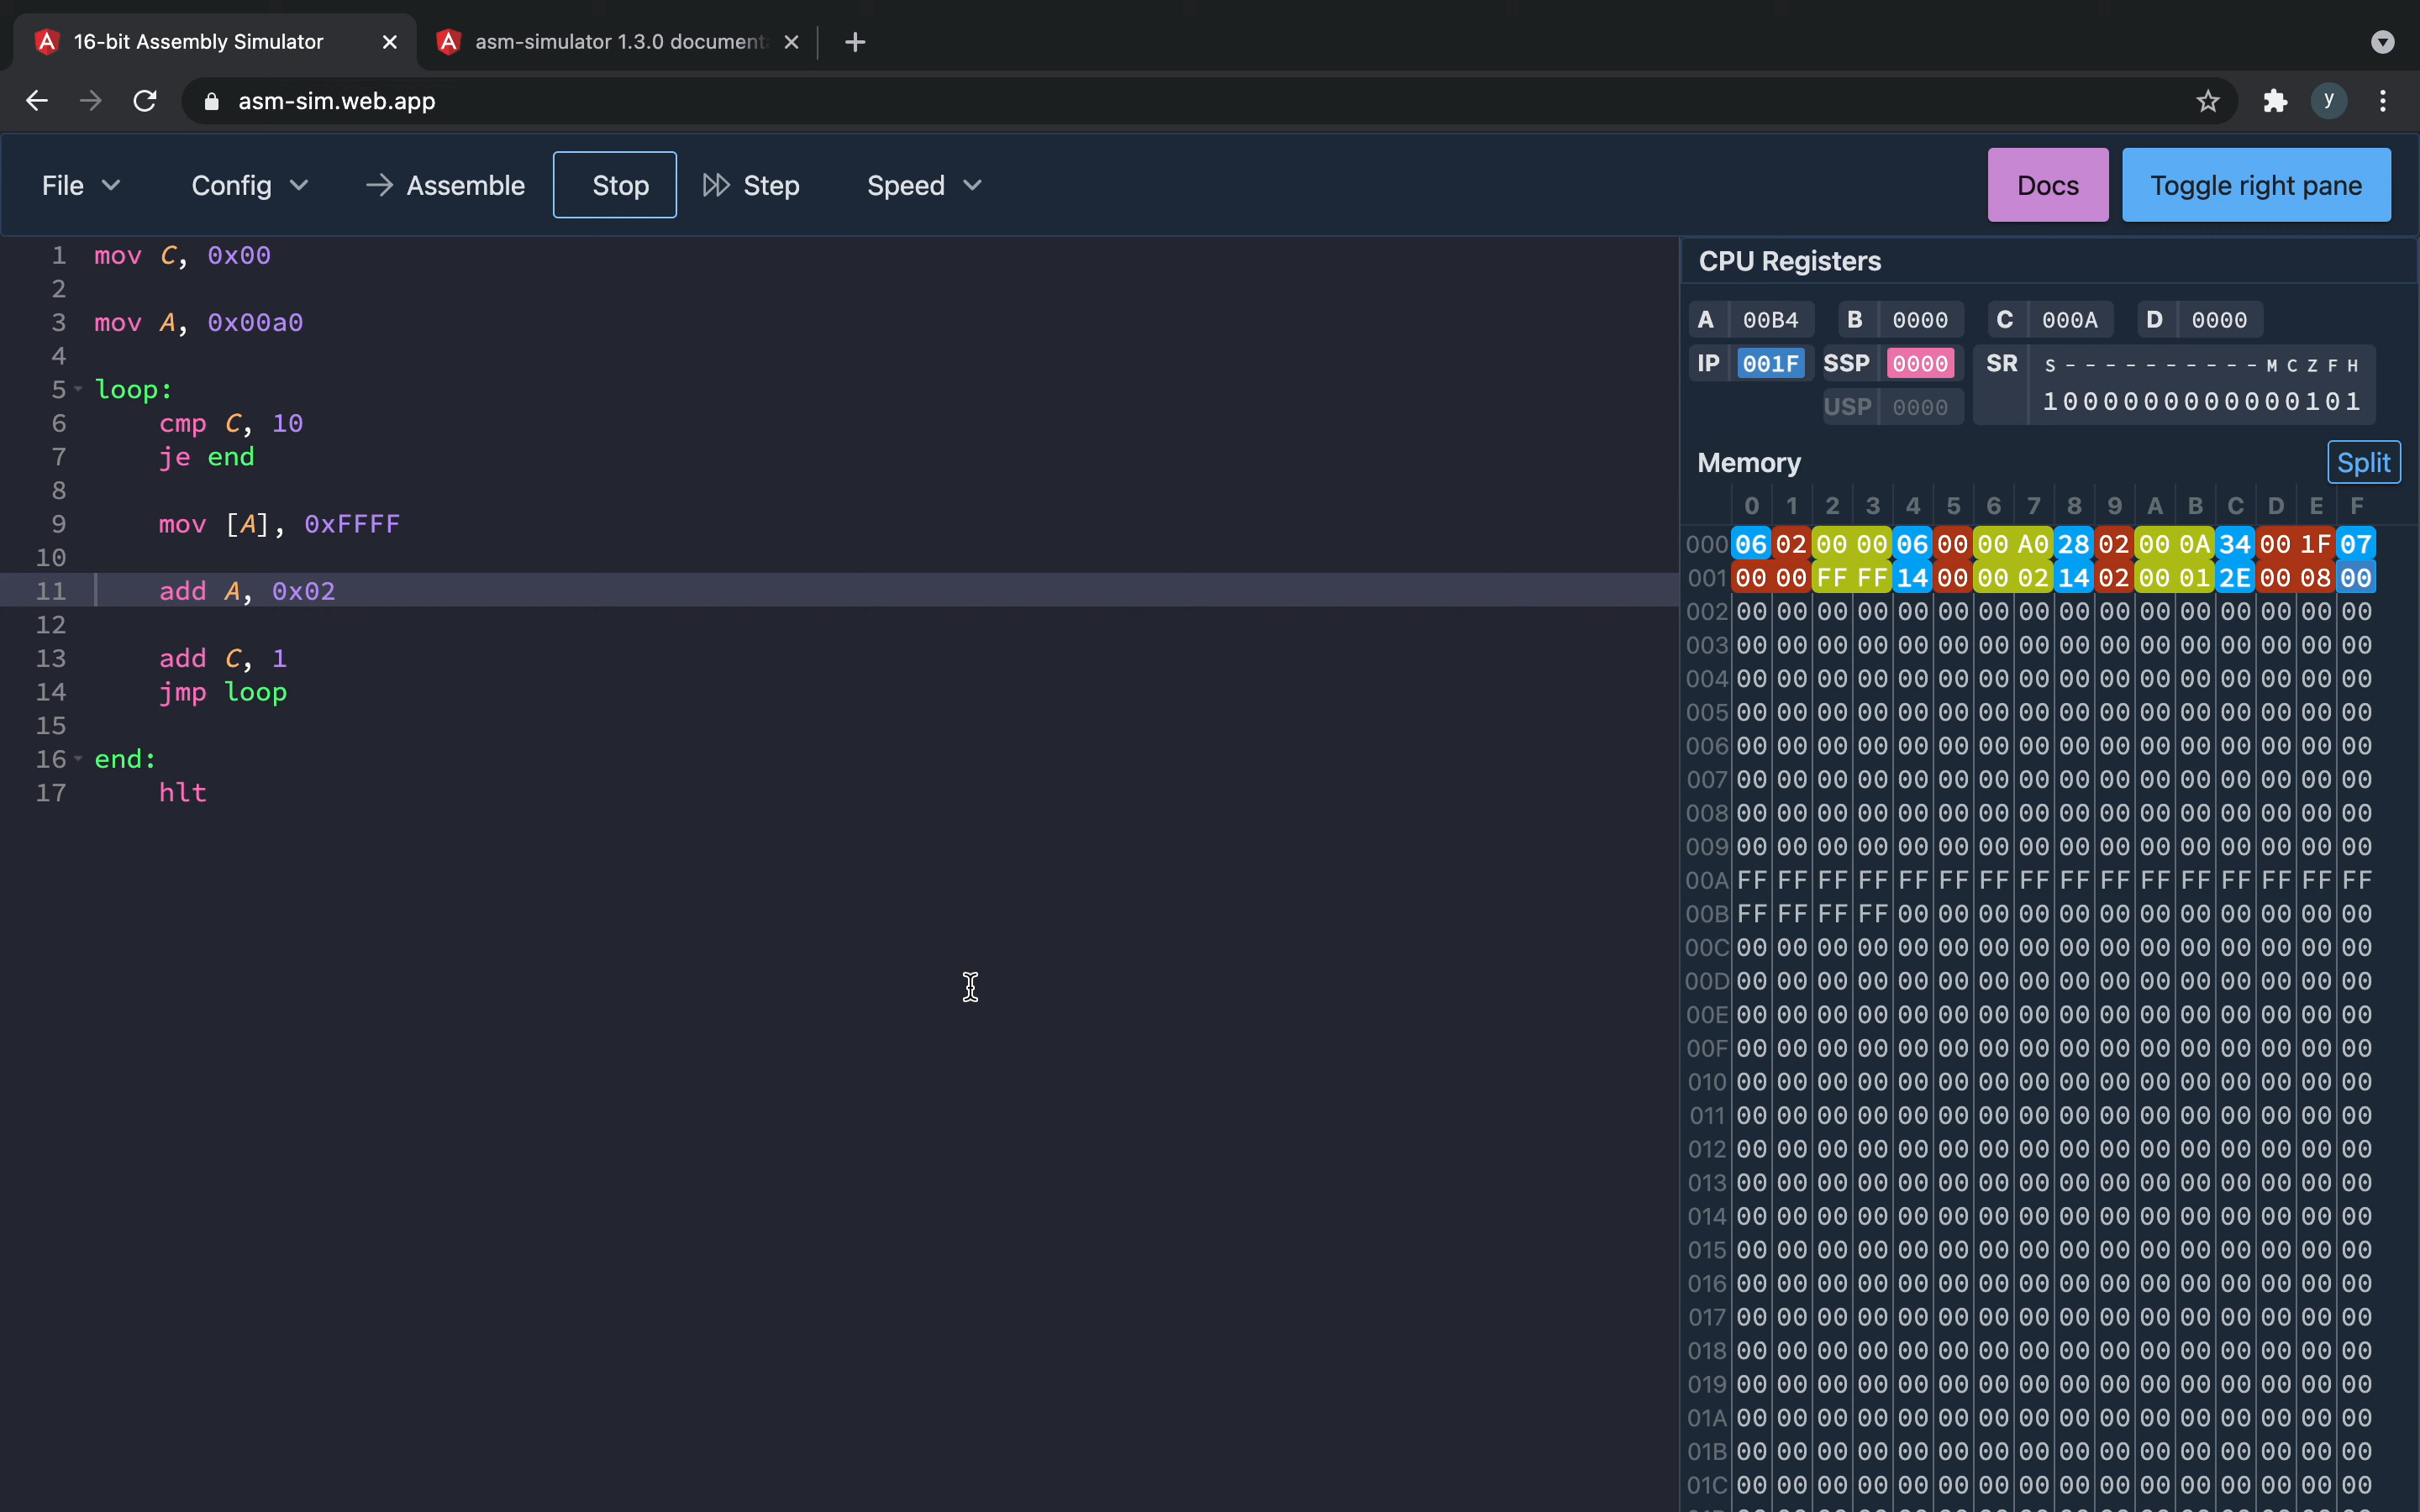 16-bit Assembly Simulator
asm-simulator 1.3.0 document
asm-sim.web.app
y
File
Config
Assemble
Stop
Step
Speed
Docs
Toggle right pane
1 mov C, 0x00
2
3 mov A, 0x00a0
4
5 loop:
6 cmp C, 10
7 je end
8
9 mov [A], 0xFFFF
10
11 add A, 0x02
12
13 add C, 1
14 jmp loop
15
16 end:
17 hlt
CPU Registers
A 00B4 B 0000 C 000A D 0000
IP 001F SSP 0000 SR S - - - - - - - - - - M C Z F H
USP 0000 1000000000000101
Memory
Split
0 1 2 3 4 5 6 7 8 9 A B C D E F
000 06 02 00 00 06 00 00 A0 28 02 00 0A 34 00 1F 07
001 00 00 FF FF 14 00 00 02 14 02 00 01 2E 00 08 00
002 00 00 00 00 00 00 00 00 00 00 00 00 00 00 00 00
003 00 00 00 00 00 00 00 00 00 00 00 00 00 00 00 00
004 00 00 00 00 00 00 00 00 00 00 00 00 00 00 00 00
005 00 00 00 00 00 00 00 00 00 00 00 00 00 00 00 00
006 00 00 00 00 00 00 00 00 00 00 00 00 00 00 00 00
007 00 00 00 00 00 00 00 00 00 00 00 00 00 00 00 00
008 00 00 00 00 00 00 00 00 00 00 00 00 00 00 00 00
009 00 00 00 00 00 00 00 00 00 00 00 00 00 00 00 00
00A FF FF FF FF FF FF FF FF FF FF FF FF FF FF FF FF
00B FF FF FF FF 00 00 00 00 00 00 00 00 00 00 00 00
00C 00 00 00 00 00 00 00 00 00 00 00 00 00 00 00 00
00D 00 00 00 00 00 00 00 00 00 00 00 00 00 00 00 00
00E 00 00 00 00 00 00 00 00 00 00 00 00 00 00 00 00
00F 00 00 00 00 00 00 00 00 00 00 00 00 00 00 00 00
010 00 00 00 00 00 00 00 00 00 00 00 00 00 00 00 00
011 00 00 00 00 00 00 00 00 00 00 00 00 00 00 00 00
012 00 00 00 00 00 00 00 00 00 00 00 00 00 00 00 00
013 00 00 00 00 00 00 00 00 00 00 00 00 00 00 00 00
014 00 00 00 00 00 00 00 00 00 00 00 00 00 00 00 00
015 00 00 00 00 00 00 00 00 00 00 00 00 00 00 00 00
016 00 00 00 00 00 00 00 00 00 00 00 00 00 00 00 00
017 00 00 00 00 00 00 00 00 00 00 00 00 00 00 00 00
018 00 00 00 00 00 00 00 00 00 00 00 00 00 00 00 00
019 00 00 00 00 00 00 00 00 00 00 00 00 00 00 00 00
01A 00 00 00 00 00 00 00 00 00 00 00 00 00 00 00 00
01B 00 00 00 00 00 00 00 00 00 00 00 00 00 00 00 00
01C 00 00 00 00 00 00 00 00 00 00 00 00 00 00 00 00